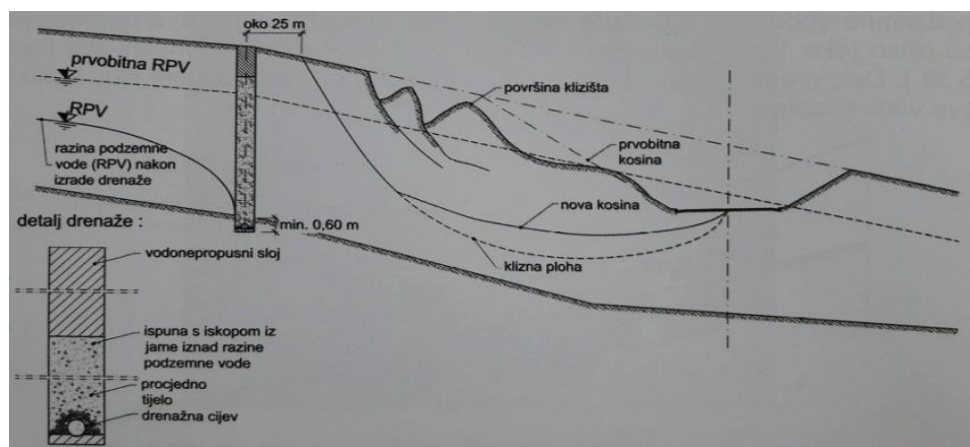 oko 25 m
prvobitna RPV
RPV
razina podzemne
vode (RPV) nakon
izrade drenaže
površina klizišta
prvobitna
kosina
nova kosina
klizna ploha
min. 0,60 m
detalj drenaže :
vodonepropusni sloj
ispuna s iskopom iz
jame iznad razine
podzemne vode
procjedno
tijelo
drenažna cijev